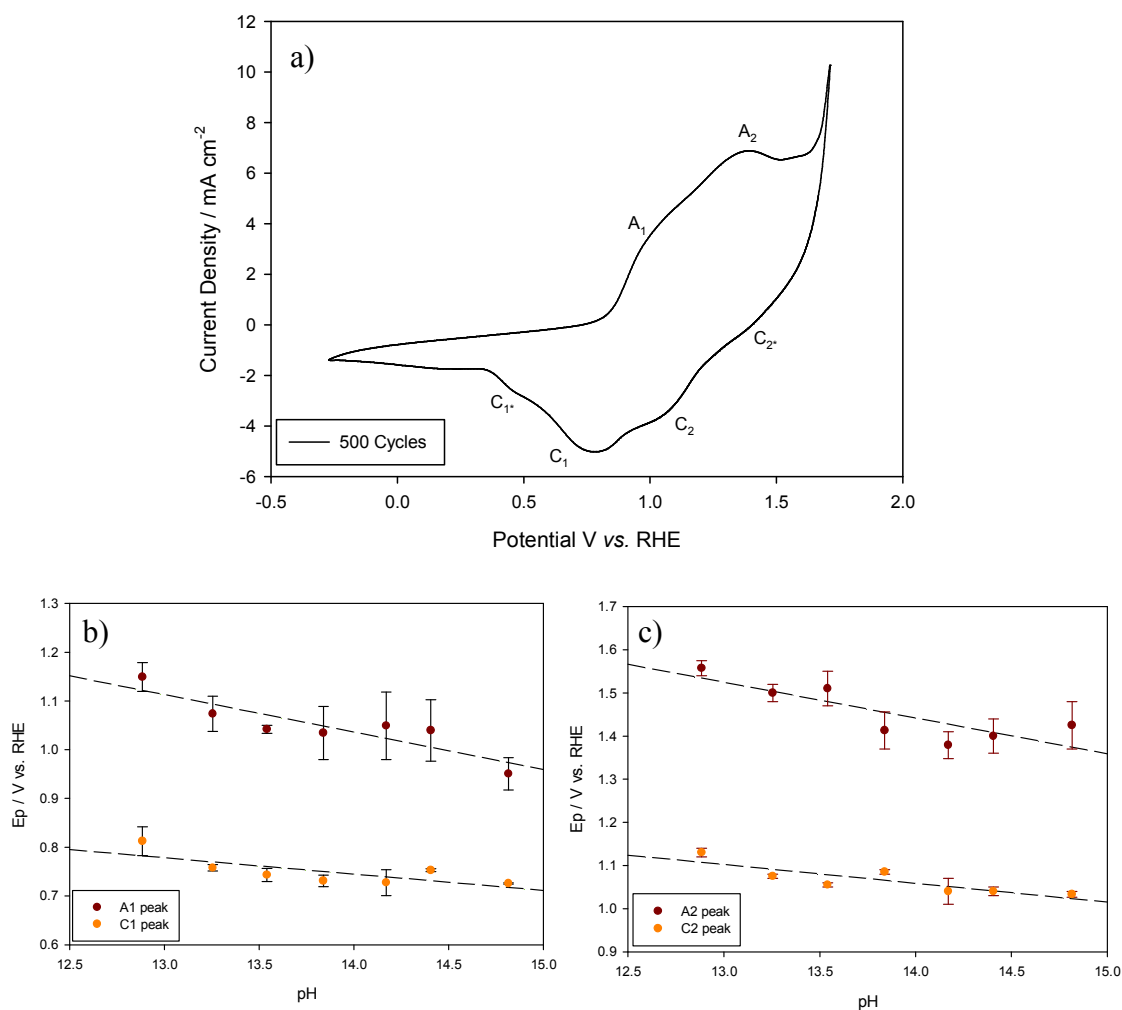 a)
Current Density / mA cm⁻²
12
10
8
6
4
2
0
-2
-4
-6
A₁
A₂
C₂*
C₂
C₁*
C₁
500 Cycles
-0.5 0.0 0.5 1.0 1.5 2.0
Potential V vs. RHE
b)
Ep / V vs. RHE
1.3
1.2
1.1
1.0
0.9
0.8
0.7
0.6
A1 peak
C1 peak
12.5 13.0 13.5 14.0 14.5 15.0
pH
c)
Ep / V vs. RHE
1.7
1.6
1.5
1.4
1.3
1.2
1.1
1.0
0.9
A2 peak
C2 peak
12.5 13.0 13.5 14.0 14.5 15.0
pH